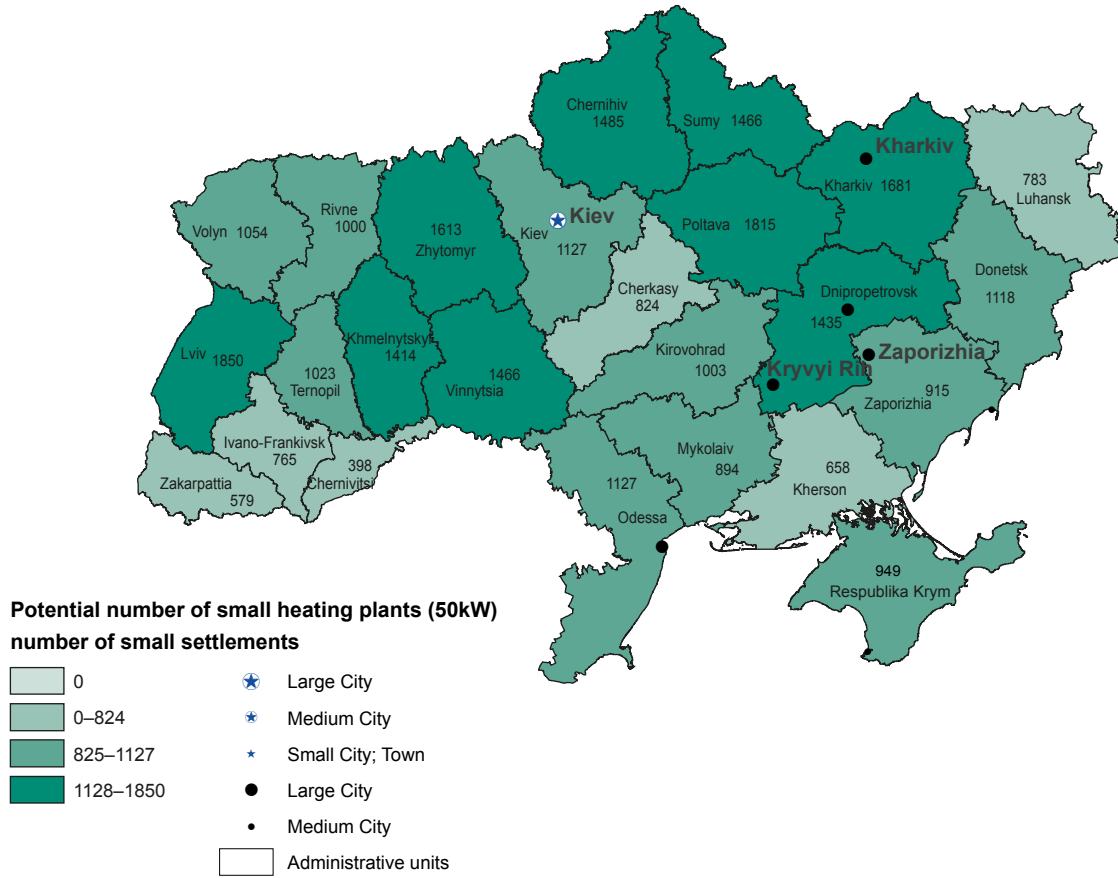 Chernihiv
1485
Sumy 1466
Kharkiv
Kharkiv 1681
783
Luhansk
Rivne
1000
Volyn 1054
1613
Zhytomyr
Kiev
Kiev
1127
Poltava 1815
Donetsk
1118
Cherkasy
824
Dnipropetrovsk
1435
Lviv 1850
Khmelnytskyi
1414
1023
Ternopil
1466
Vinnytsia
Kirovohrad
1003
Zaporizhia
Kryvyi Rih
915
Zaporizhia
Ivano-Frankivsk
765
398
Chernivitsi
Zakarpattia
579
Mykolaiv
894
658
Kherson
1127
Odessa
949
Respublika Krym
Potential number of small heating plants (50kW)
number of small settlements
0
0–824
825–1127
1128–1850
Large City
Medium City
Small City; Town
Large City
Medium City
Administrative units